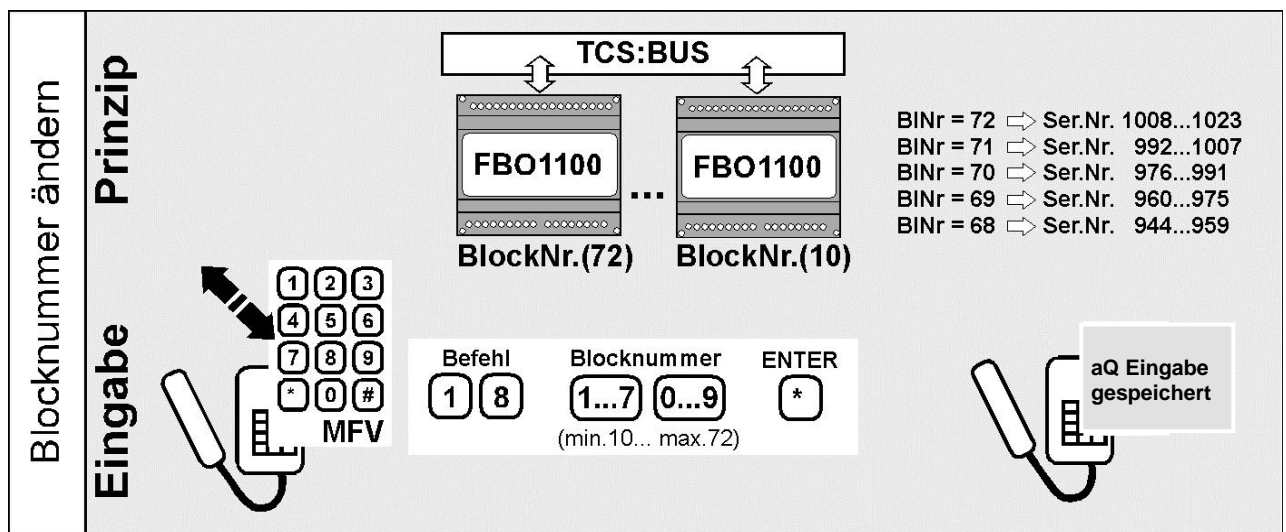 Blocknummer ändern
Prinzip
TCS:BUS
FBO1100
...
FBO1100
BlockNr.(72)
BlockNr.(10)
BlNr = 72 ⇨ Ser.Nr. 1008...1023
BlNr = 71 ⇨ Ser.Nr. 992...1007
BlNr = 70 ⇨ Ser.Nr. 976...991
BlNr = 69 ⇨ Ser.Nr. 960...975
BlNr = 68 ⇨ Ser.Nr. 944...959
Eingabe
1 2 3
4 5 6
7 8 9
* 0 #
MFV
Befehl
1 8
Blocknummer
1...7 0...9
(min.10... max.72)
ENTER
*
aQ Eingabe
gespeichert